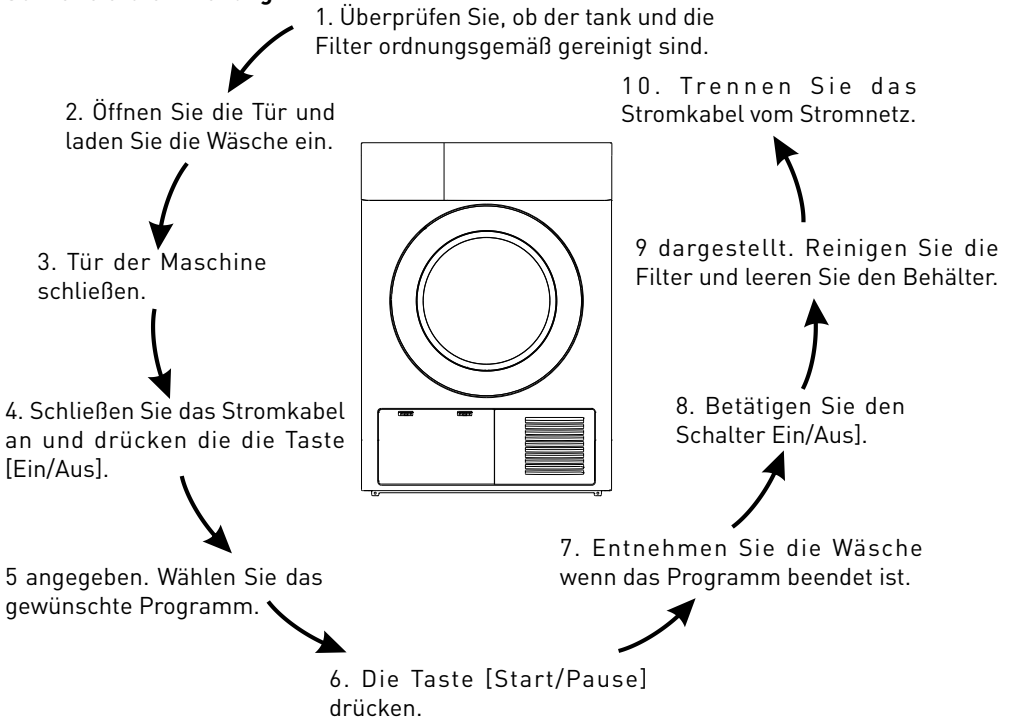 1. Überprüfen Sie, ob der tank und die
Filter ordnungsgemäß gereinigt sind.
2. Öffnen Sie die Tür und
laden Sie die Wäsche ein.
3. Tür der Maschine
schließen.
4. Schließen Sie das Stromkabel
an und drücken die die Taste
[Ein/Aus].
5 angegeben. Wählen Sie das
gewünschte Programm.
6. Die Taste [Start/Pause]
drücken.
7. Entnehmen Sie die Wäsche
wenn das Programm beendet ist.
8. Betätigen Sie den
Schalter Ein/Aus].
9 dargestellt. Reinigen Sie die
Filter und leeren Sie den Behälter.
10. Trennen Sie das
Stromkabel vom Stromnetz.